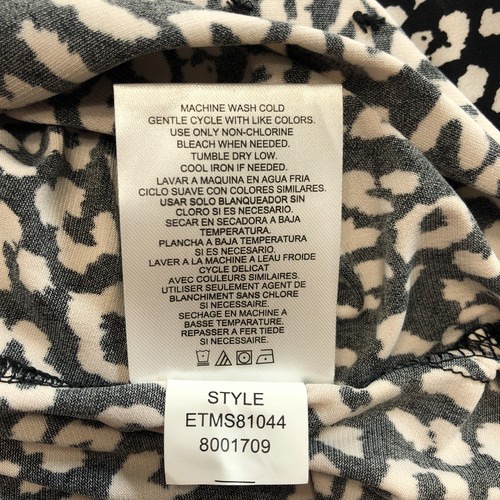 MACHINE WASH COLD
GENTLE CYCLE WITH LIKE COLORS.
USE ONLY NON-CHLORINE
BLEACH WHEN NEEDED.
TUMBLE DRY LOW.
COOL IRON IF NEEDED.
LAVAR A MAQUINA EN AGUA FRIA
CICLO SUAVE CON COLORES SIMILARES.
USAR SOLO BLANQUEADOR SIN
CLORO SI ES NECESARIO.
SECAR EN SECADORA A BAJA
TEMPERATURA.
PLANCHA A BAJA TEMPERATURA
SI ES NECESARIO.
LAVER A LA MACHINE A L'EAU FROIDE
CYCLE DELICAT
AVEC COULEURS SIMILAIRES.
UTILISER SEULEMENT AGENT DE
BLANCHIMENT SANS CHLORE
SI NECESSAIRE.
SECHAGE EN MACHINE A
BASSE TEMPARATURE.
REPASSER A FER TIEDE
SI NECESSAIRE.
STYLE
ETMS81044
8001709